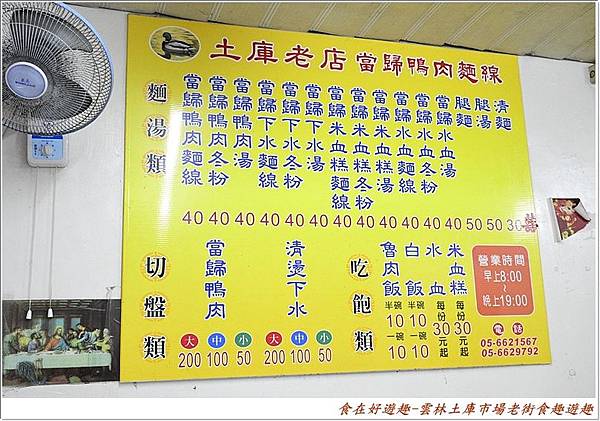 土庫老店當歸鴨肉麵線
麵湯類
當歸鴨肉麵線 40
當歸鴨肉冬粉 40
當歸鴨肉湯 40
當歸下水麵線 40
當歸下水冬粉 40
當歸下水湯 40
當歸米血糕麵線 40
當歸米血糕冬粉 40
當歸米血糕湯 40
當歸水血麵線 40
當歸水血冬粉 40
當歸水血湯 40
腿麵 50
腿湯 50
清麵 30
切盤類
當歸鴨肉
大 中 小
200 100 50
清燙下水
大 中 小
200 100 50
吃飽類
魯肉飯
半碗10一碗10
白飯
半碗10一碗10
水血
每份30元起
米血糕
每份30元起
營業時間
早上8:00
~
晚上19:00
電話
05-6621567
05-6629792
食在好遊趣-雲林土庫市場老街食趣遊趣